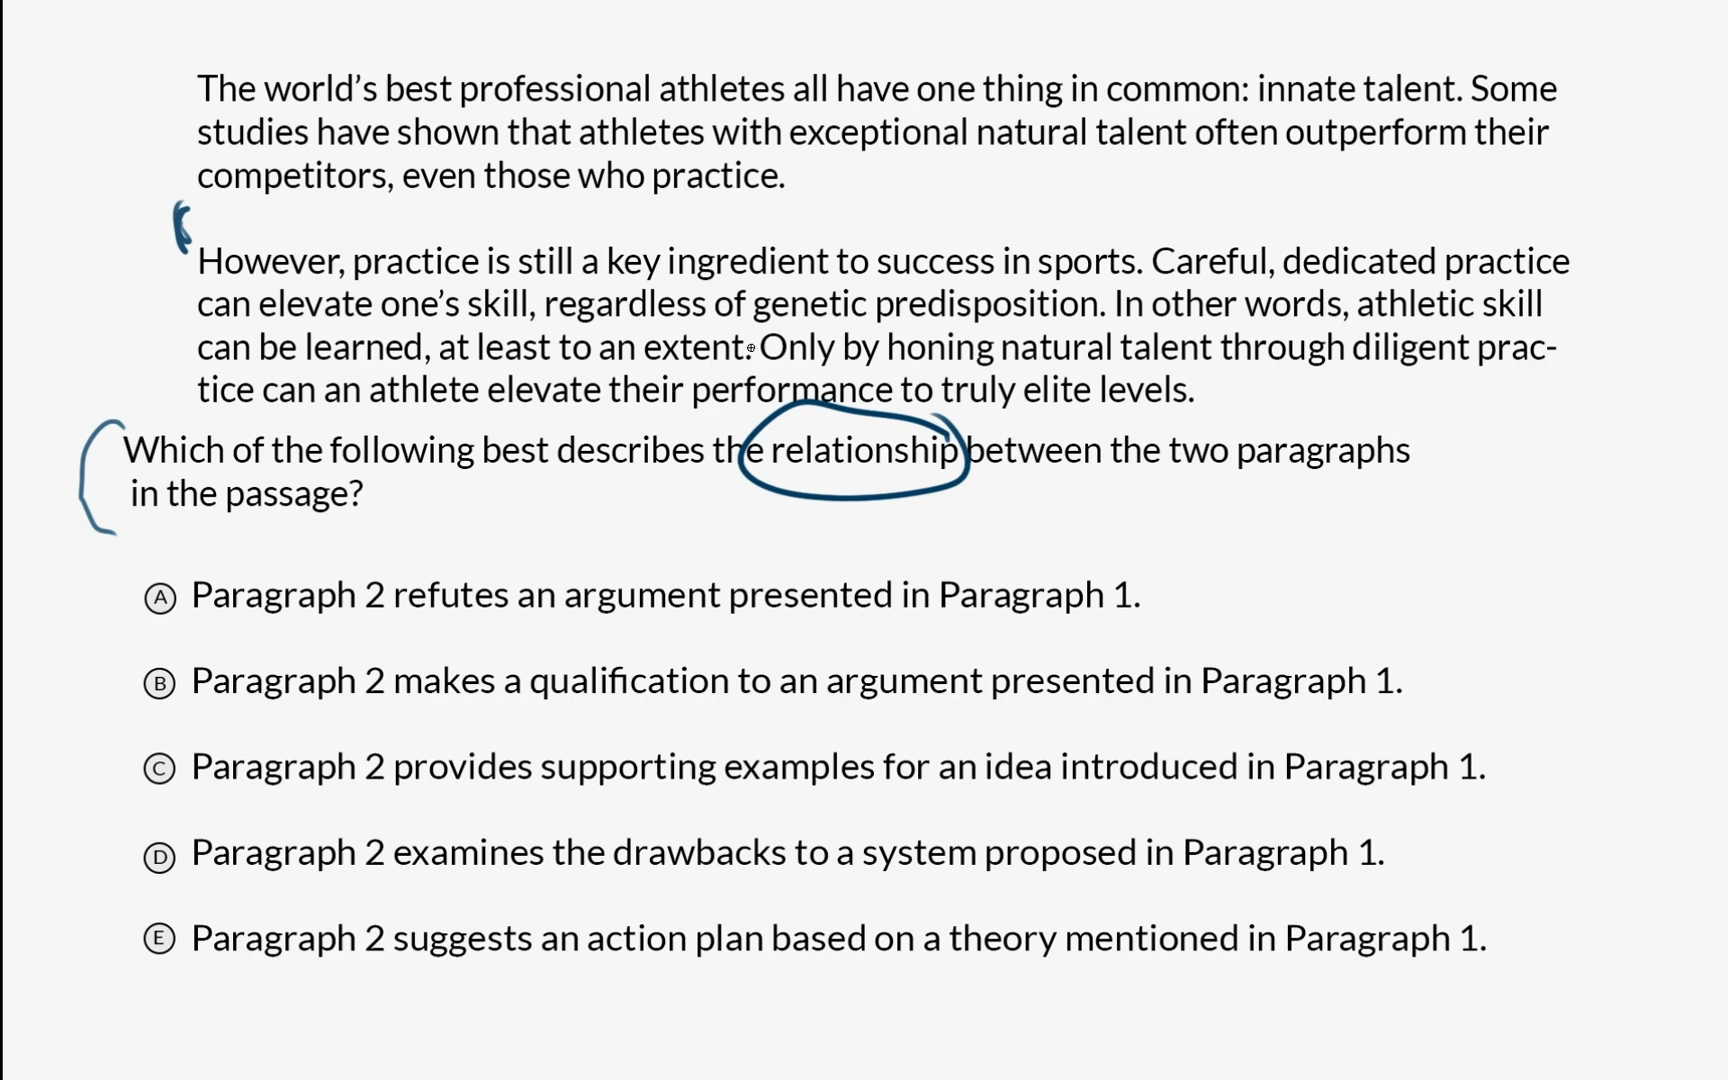 The world’s best professional athletes all have one thing in common: innate talent. Some
studies have shown that athletes with exceptional natural talent often outperform their
competitors, even those who practice.
However, practice is still a key ingredient to success in sports. Careful, dedicated practice
can elevate one’s skill, regardless of genetic predisposition. In other words, athletic skill
can be learned, at least to an extent. Only by honing natural talent through diligent prac-
tice can an athlete elevate their performance to truly elite levels.
Which of the following best describes the relationship between the two paragraphs
in the passage?
A Paragraph 2 refutes an argument presented in Paragraph 1.
B Paragraph 2 makes a qualification to an argument presented in Paragraph 1.
C Paragraph 2 provides supporting examples for an idea introduced in Paragraph 1.
D Paragraph 2 examines the drawbacks to a system proposed in Paragraph 1.
E Paragraph 2 suggests an action plan based on a theory mentioned in Paragraph 1.